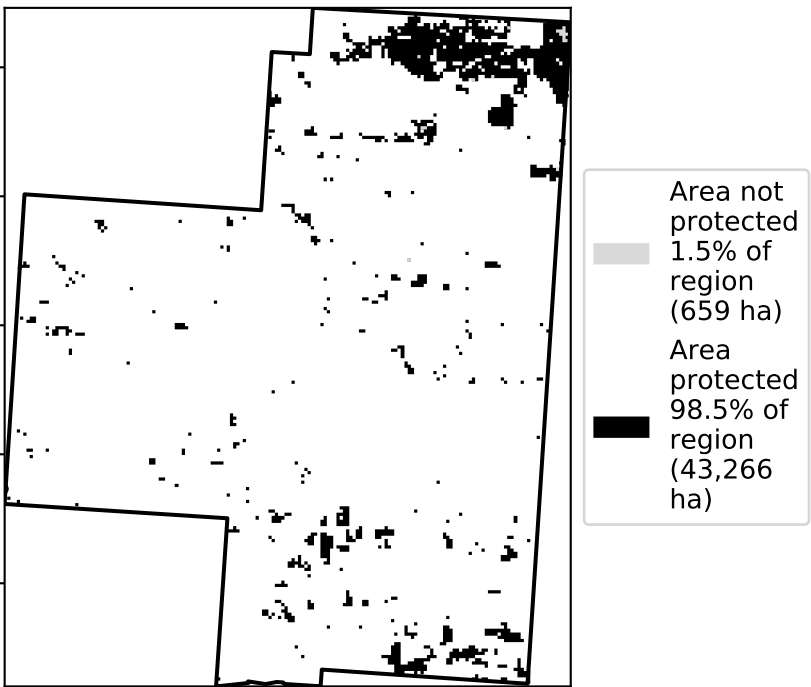 Area not
protected
1.5% of
region
(659 ha)
Area
protected
98.5% of
region
(43,266
ha)